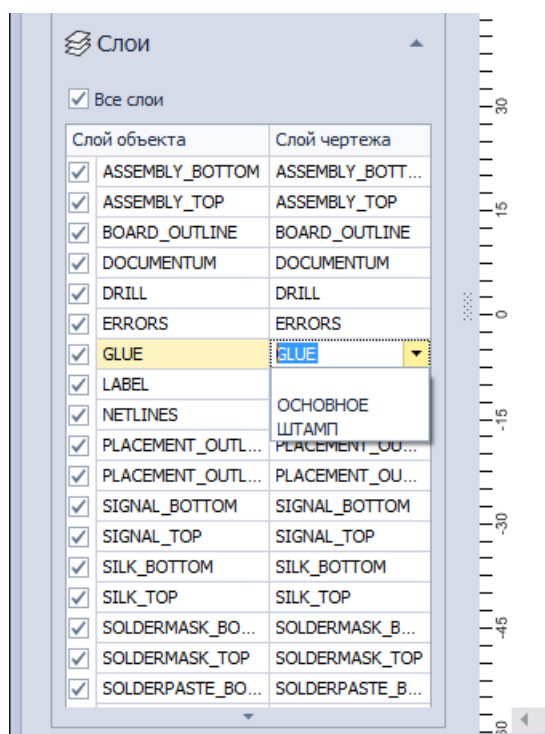 Слои
Все слои
Слой объекта Слой чертежа
ASSEMBLY_BOTTOM ASSEMBLY_BOTT...
ASSEMBLY_TOP ASSEMBLY_TOP
BOARD_OUTLINE BOARD_OUTLINE
DOCUMENTUM DOCUMENTUM
DRILL DRILL
ERRORS ERRORS
GLUE GLUE
LABEL
NETLINES
ОСНОВНОЕ
ШТАМП
PLACEMENT_OUTL... PLACEMENT_OU...
PLACEMENT_OUTL... PLACEMENT_OU...
SIGNAL_BOTTOM SIGNAL_BOTTOM
SIGNAL_TOP SIGNAL_TOP
SILK_BOTTOM SILK_BOTTOM
SILK_TOP SILK_TOP
SOLDERMASK_BO... SOLDERMASK_B...
SOLDERMASK_TOP SOLDERMASK_TOP
SOLDERPASTE_BO... SOLDERPASTE_B...
30
15
0
-15
-30
-45